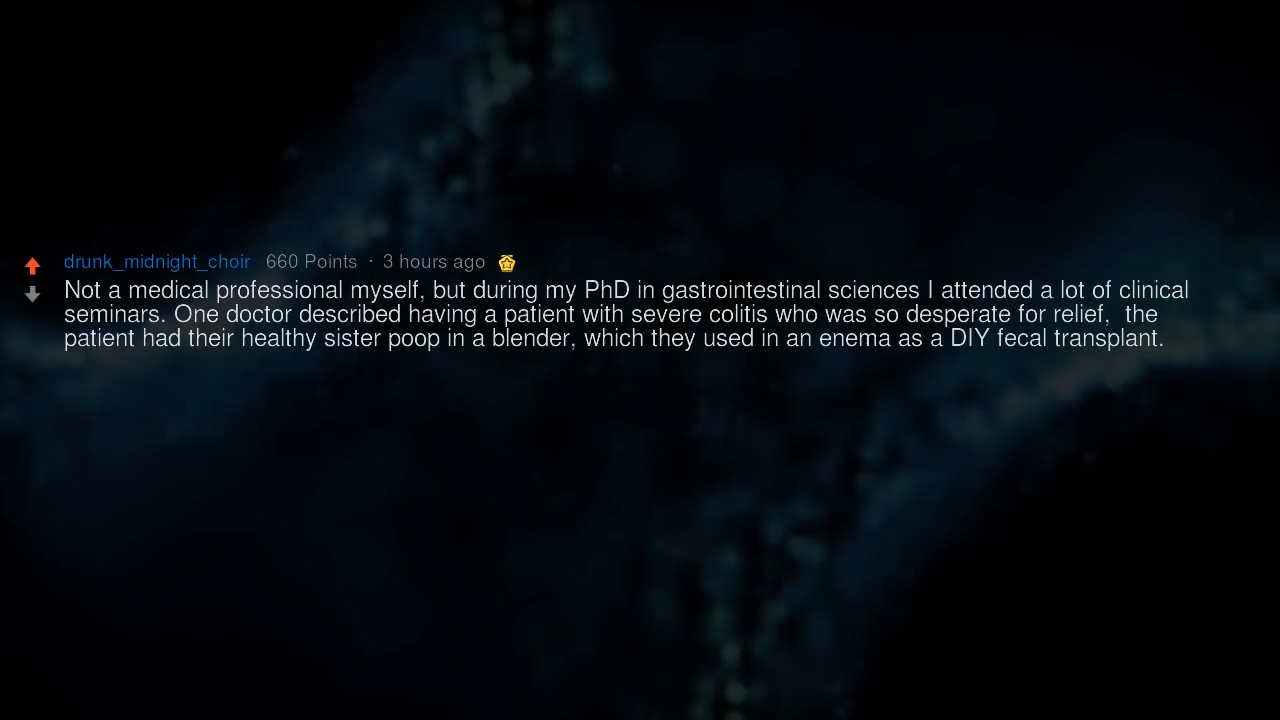 drunk_midnight_choir 660 Points · 3 hours ago
Not a medical professional myself, but during my PhD in gastrointestinal sciences I attended a lot of clinical
seminars. One doctor described having a patient with severe colitis who was so desperate for relief,  the
patient had their healthy sister poop in a blender, which they used in an enema as a DIY fecal transplant.